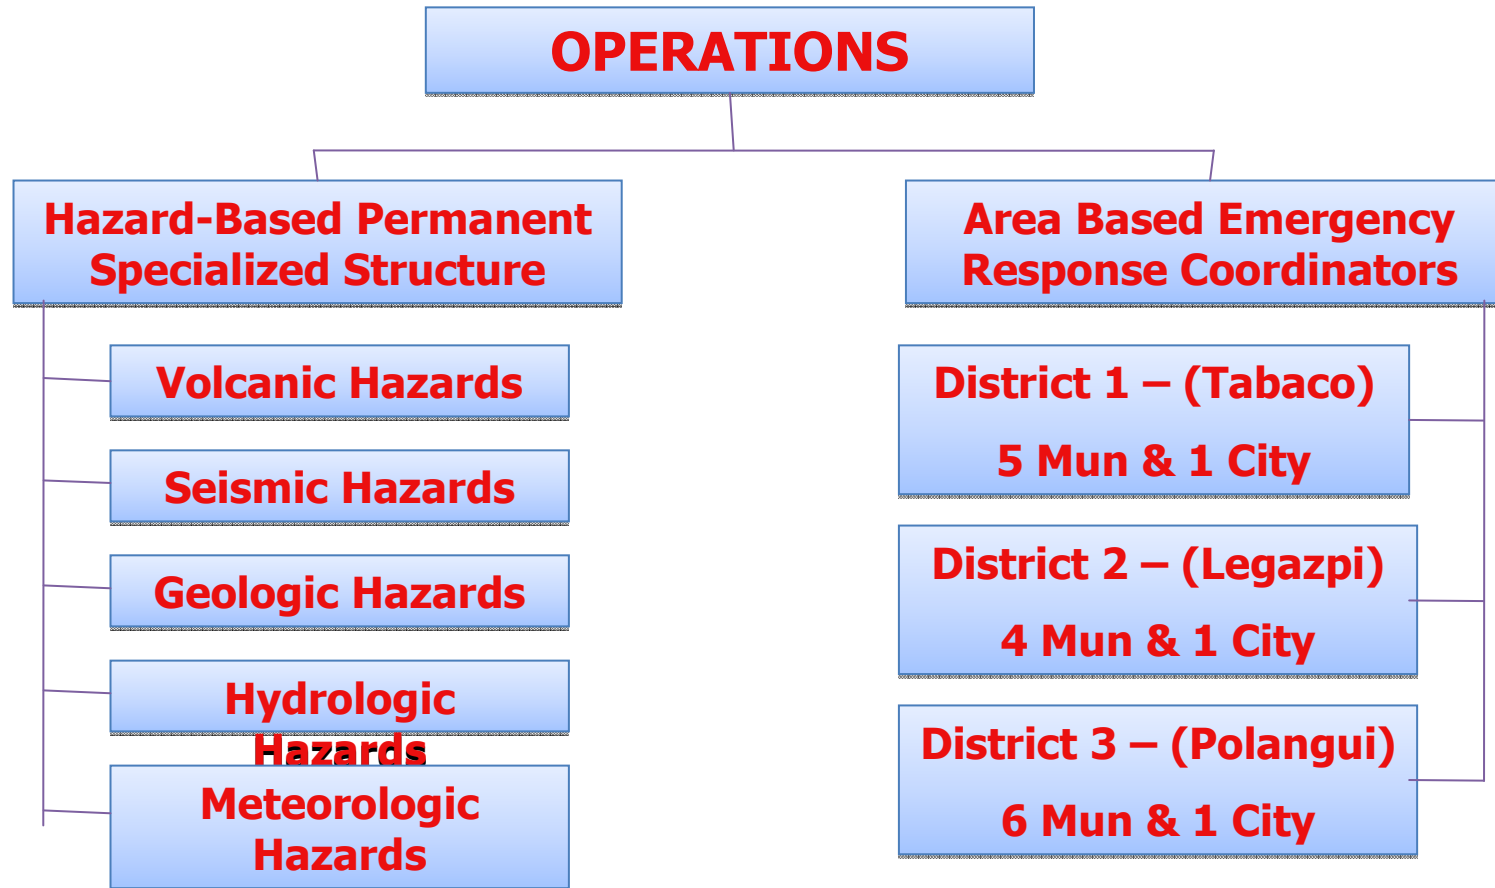 OPERATIONS
Hazard-Based Permanent
Specialized Structure
Volcanic Hazards
Seismic Hazards
Geologic Hazards
Hydrologic
Hazards
Meteorologic
Hazards
Area Based Emergency
Response Coordinators
District 1 – (Tabaco)
5 Mun & 1 City
District 2 – (Legazpi)
4 Mun & 1 City
District 3 – (Polangui)
6 Mun & 1 City